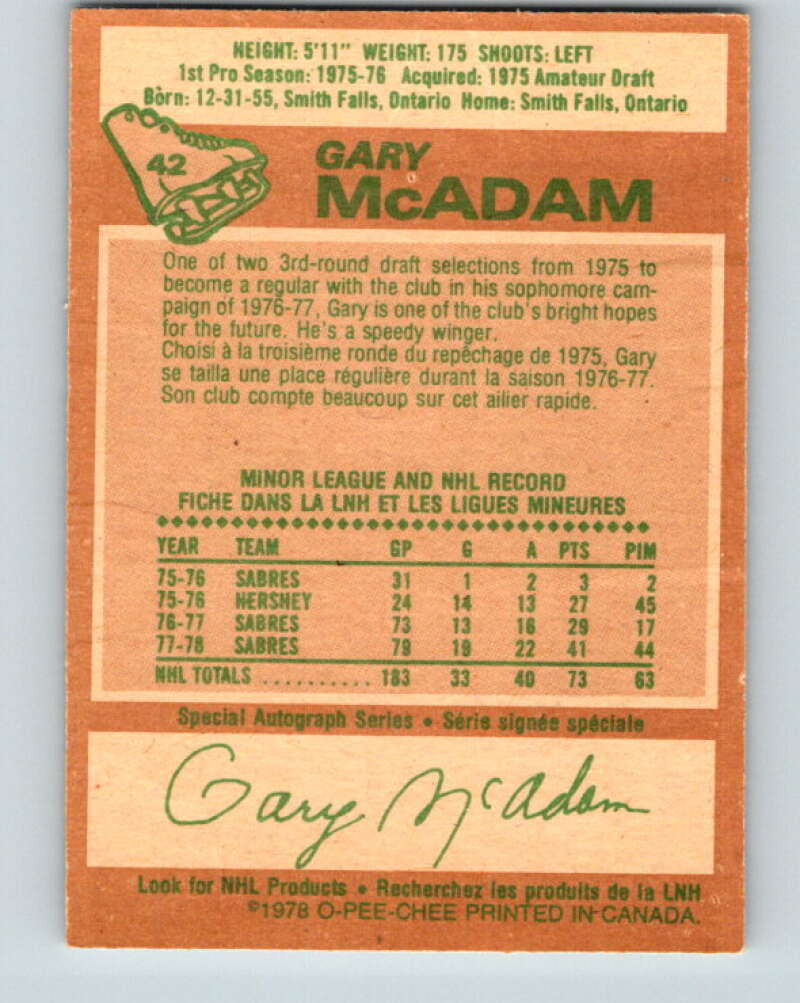 HEIGHT: 5'11" WEIGHT: 175 SHOOTS: LEFT
1st Pro Season: 1975-76 Acquired: 1975 Amateur Draft
Born: 12-31-55, Smith Falls, Ontario Home: Smith Falls, Ontario
42
GARY
McADAM
One of two 3rd-round draft selections from 1975 to
become a regular with the club in his sophomore cam-
paign of 1976-77, Gary is one of the club's bright hopes
for the future. He's a speedy winger.
Choisi à la troisième ronde du repêchage de 1975, Gary
se tailla une place régulière durant la saison 1976-77.
Son club compte beaucoup sur cet ailier rapide.
MINOR LEAGUE AND NHL RECORD
FICHE DANS LA LNH ET LES LIGUES MINEURES
YEAR TEAM GP G A PTS PIM
75-76 SABRES 31 1 2 3 2
75-76 HERSHEY 24 14 13 27 45
76-77 SABRES 73 13 16 29 17
77-78 SABRES 79 19 22 41 44
NHL TOTALS .......... 183 33 40 73 63
Special Autograph Series • Série signée spéciale
Gary McAdam
Look for NHL Products • Recherchez les produits de la LNH
©1978 O-PEE-CHEE PRINTED IN CANADA.